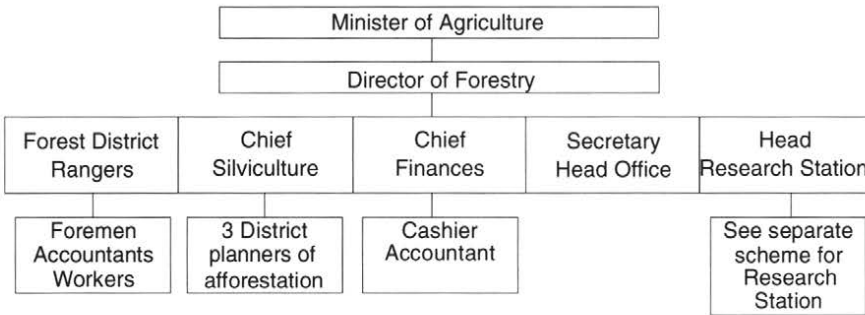 Minister of Agriculture
Director of Forestry
Forest District
Rangers
Chief
Silviculture
Chief
Finances
Secretary
Head Office
Head
Research Station
Foremen
Accountants
Workers
3 District
planners of
afforestation
Cashier
Accountant
See separate
scheme for
Research
Station